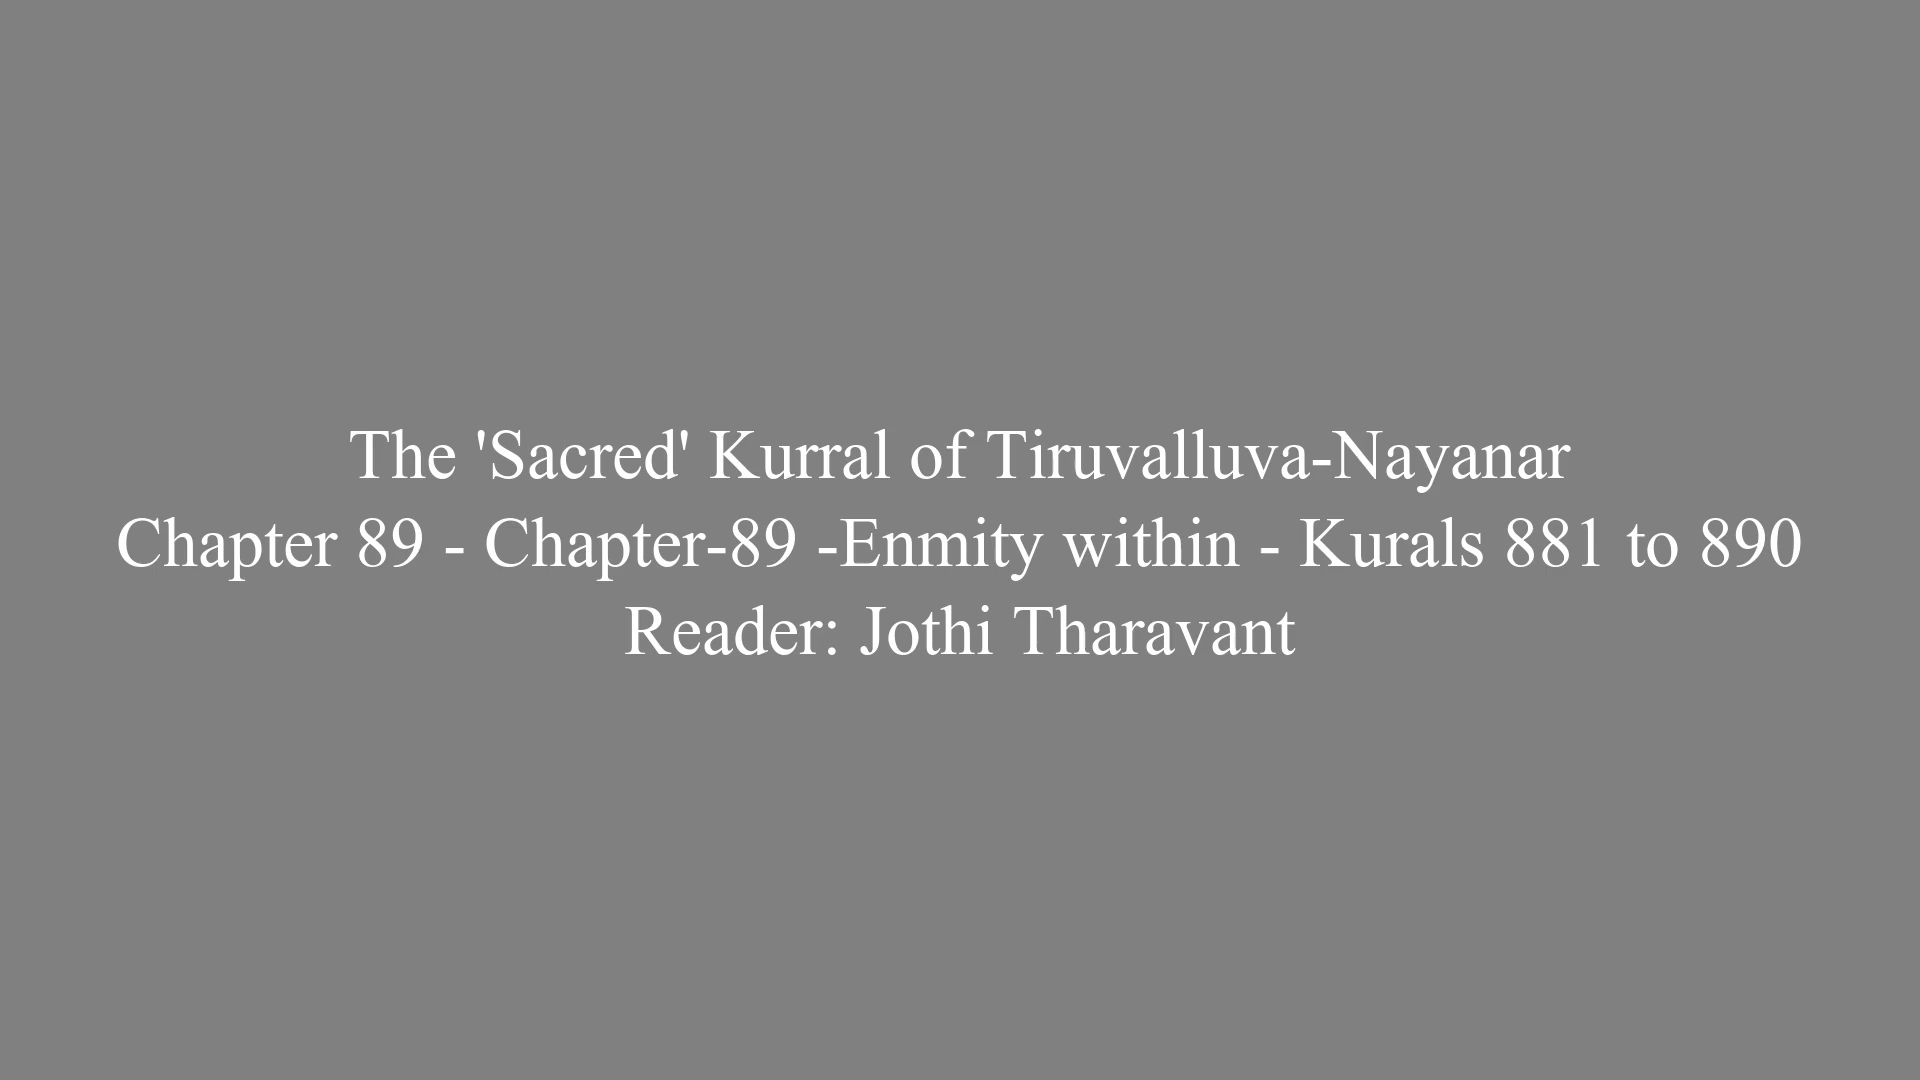 The 'Sacred' Kurral of Tiruvalluva-Nayanar
Chapter 89 - Chapter-89 -Enmity within - Kurals 881 to 890
Reader: Jothi Tharavant